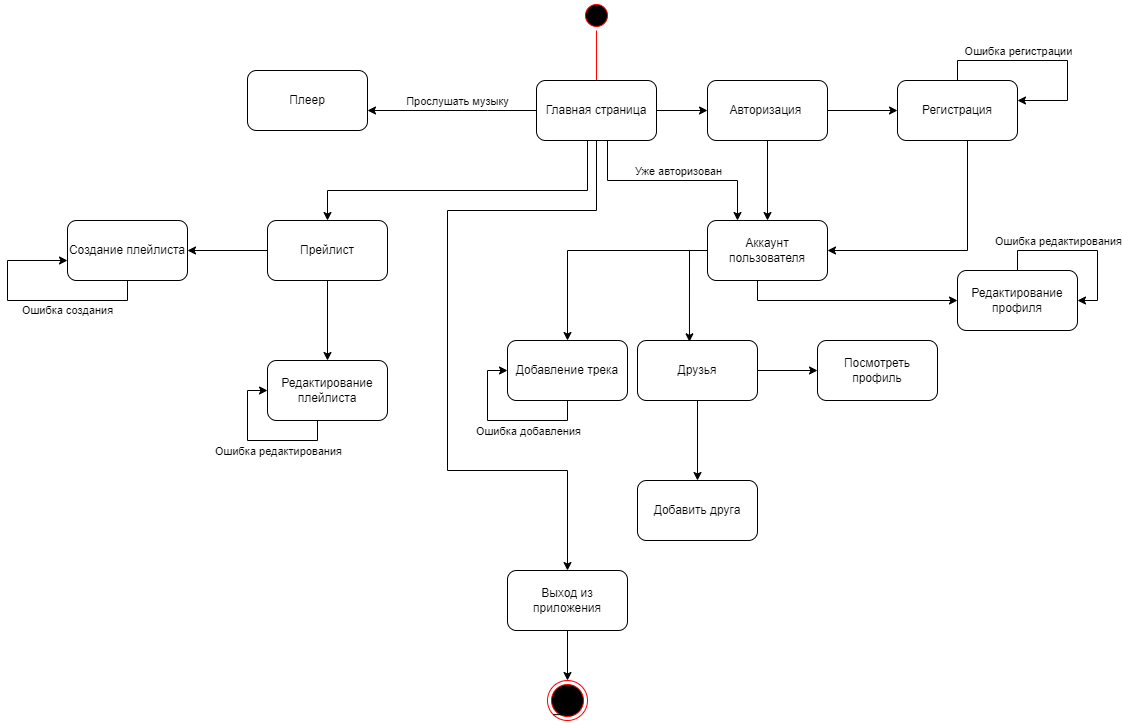 Ошибка регистрации
Плеер
Прослушать музыку
Главная страница
Авторизация
Регистрация
Уже авторизован
Создание плейлиста
Прейлист
Аккаунт
пользователя
Ошибка редактирования
Редактирование
профиля
Ошибка создания
Редактирование
плейлиста
Добавление трека
Друзья
Посмотреть
профиль
Ошибка добавления
Ошибка редактирования
Добавить друга
Выход из
приложения